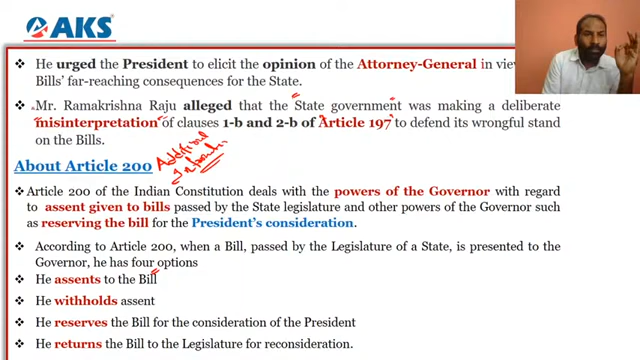 AKS
He urged the President to elicit the opinion of the Attorney-General in view
Bills' far-reaching consequences for the State.
Mr. Ramakrishna Raju alleged that the State government was making a deliberate
misinterpretation of clauses 1-b and 2-b of Article 197 to defend its wrongful stand
on the Bills.
About Article 200
Article 200 of the Indian Constitution deals with the powers of the Governor with regard
to assent given to bills passed by the State legislature and other powers of the Governor such
as reserving the bill for the President's consideration.
According to Article 200, when a Bill, passed by the Legislature of a State, is presented to the
Governor, he has four options
He assents to the Bill
He withholds assent
He reserves the Bill for the consideration of the President
He returns the Bill to the Legislature for reconsideration.